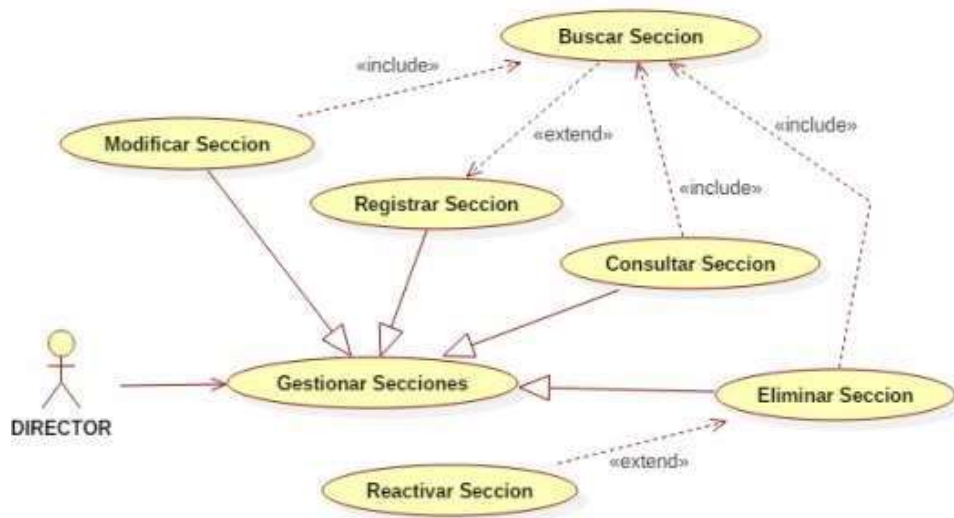 Buscar Seccion
«include»
«include»
«extend»
Modificar Seccion
«include»
Registrar Seccion
Consultar Seccion
Gestionar Secciones
Eliminar Seccion
DIRECTOR
«extend»
Reactivar Seccion